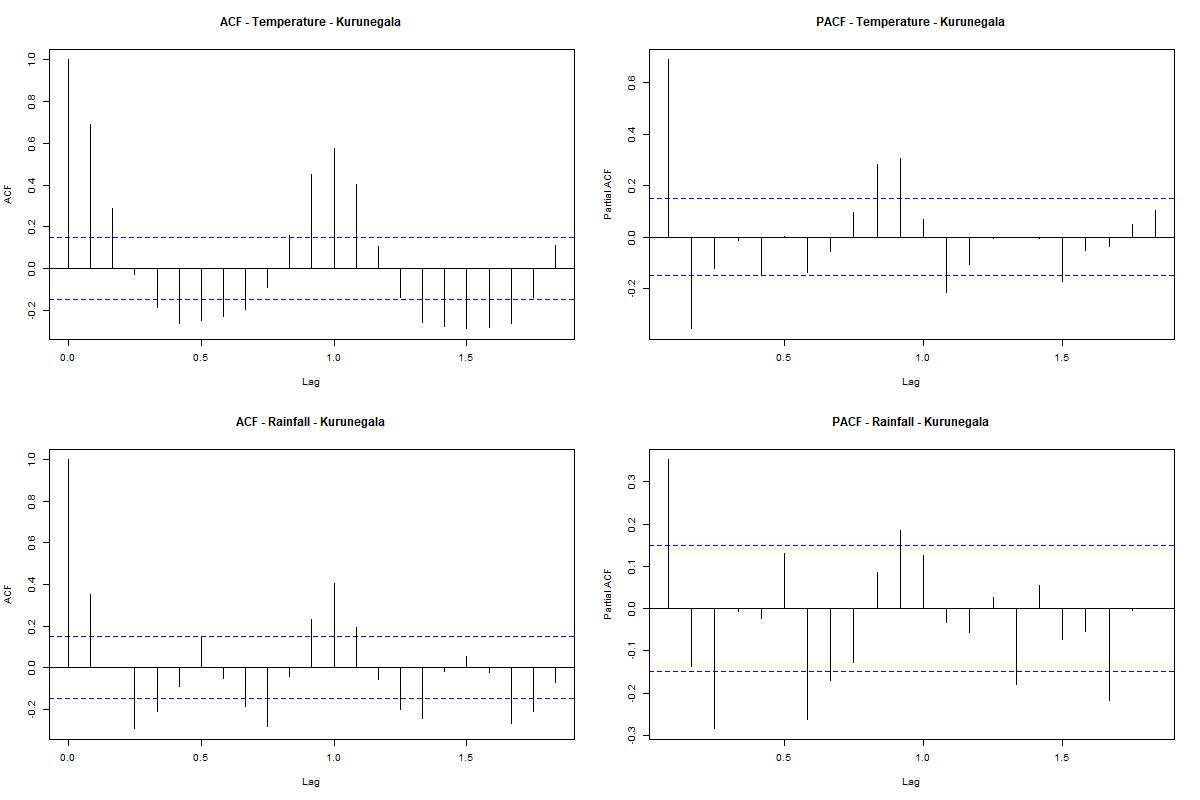 ACF - Temperature - Kurunegala
ACF
1.0
0.8
0.6
0.4
0.2
0.0
-0.2
0.0 0.5 1.0 1.5
Lag
PACF - Temperature - Kurunegala
Partial ACF
0.6
0.4
0.2
0.0
-0.2
0.5 1.0 1.5
Lag
ACF - Rainfall - Kurunegala
ACF
1.0
0.8
0.6
0.4
0.2
0.0
-0.2
0.0 0.5 1.0 1.5
Lag
PACF - Rainfall - Kurunegala
Partial ACF
0.3
0.2
0.1
0.0
-0.1
-0.2
-0.3
0.5 1.0 1.5
Lag